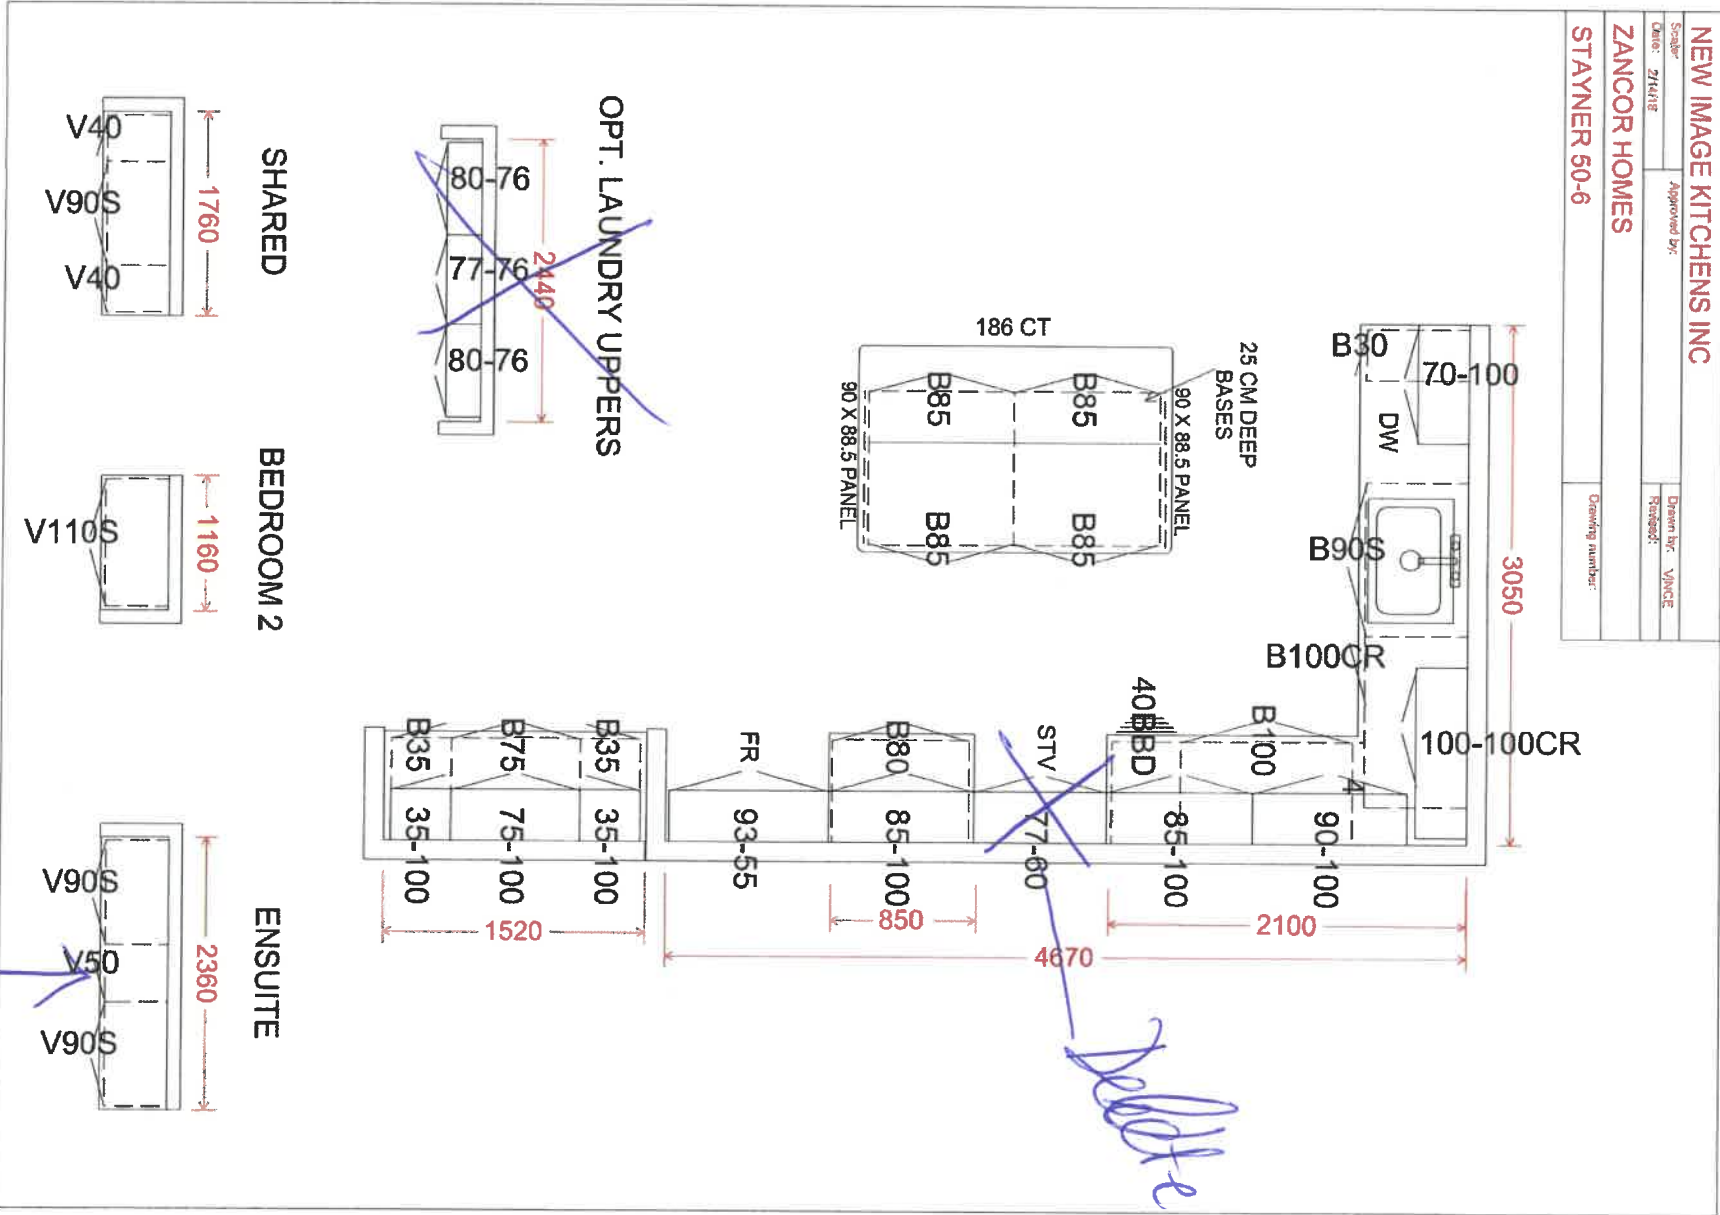 NEW IMAGE KITCHENS INC
Scale:
Approved by:
Drawn by: VINCE
Date: 2/14/18
Revised:
ZANCOR HOMES
STAYNER 50-6
Drawing number:
3050
B30
70-100
DW
B90S
B100CR
100-100CR
B100
4
90-100
40BBD
85-100
STV
77-60
B80
85-100
FR
93-55
B35
B75
B35
35-100
75-100
35-100
2100
850
4670
1520
Delete
186 CT
25 CM DEEP
BASES
90 X 88.5 PANEL
90 X 88.5 PANEL
B85
B85
B85
B85
OPT. LAUNDRY UPPERS
2440
80-76
77-76
80-76
SHARED
1760
V40
V90S
V40
BEDROOM 2
1160
V110S
ENSUITE
2360
V90S
V50
V90S